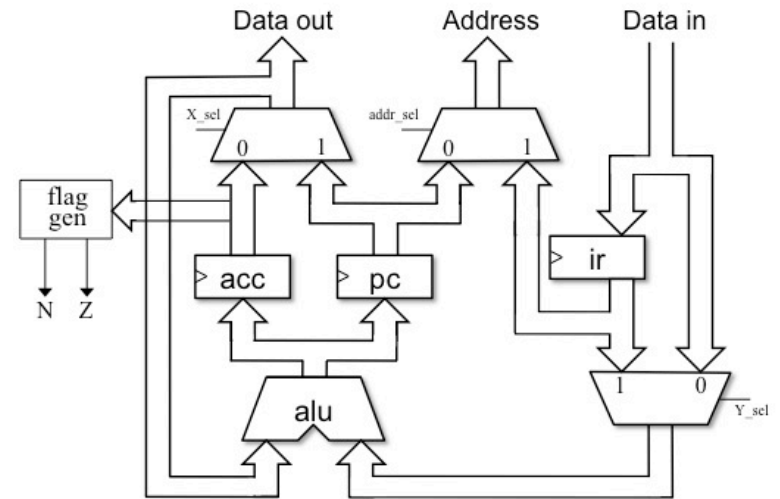 Data out
Address
Data in
X_sel
addr_sel
0
1
0
1
flag
gen
acc
pc
ir
N
Z
1
0
alu
Y_sel